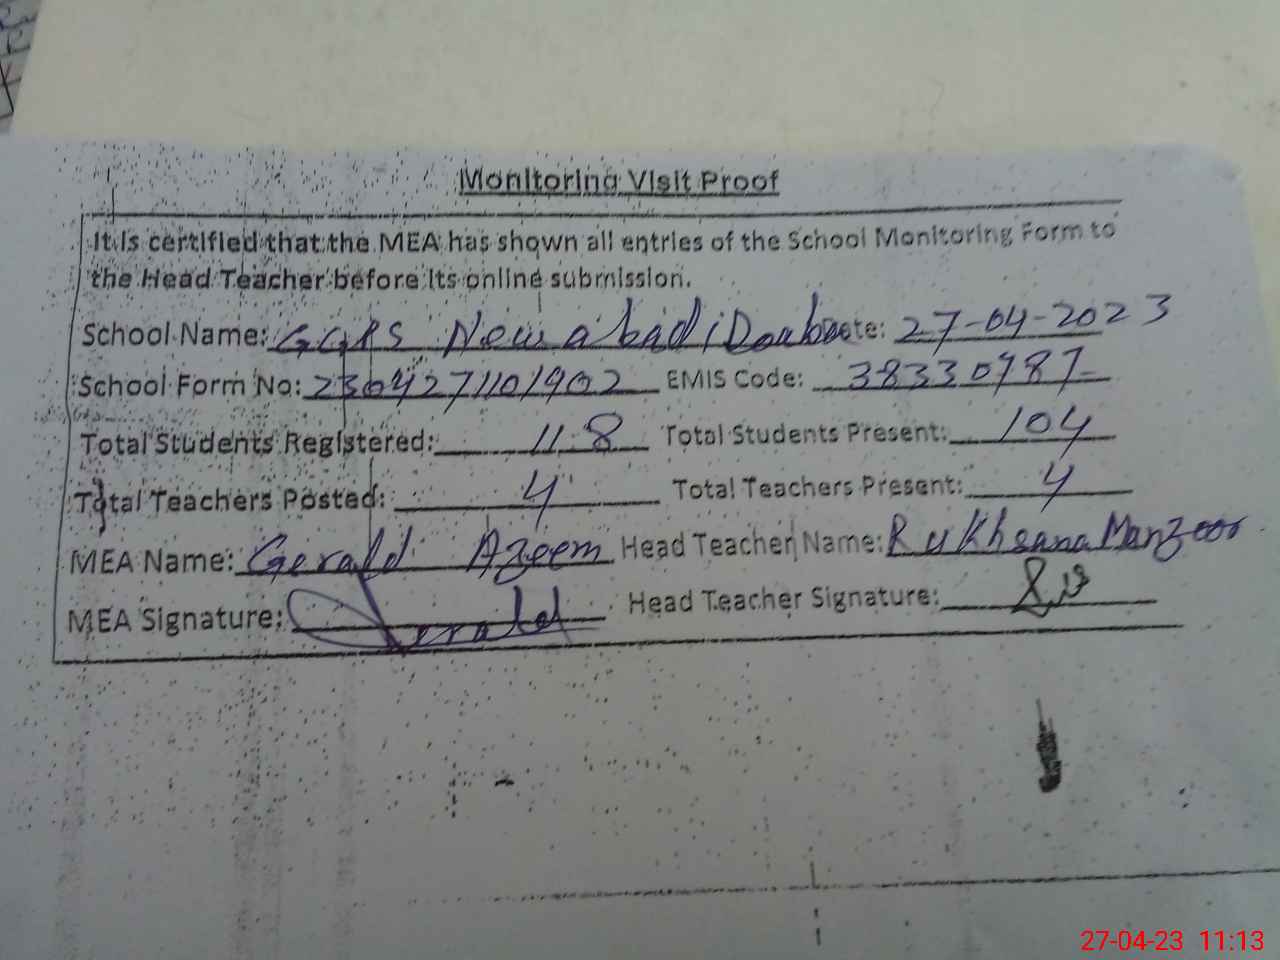 Monitoring Visit Proof
It is certified that the MEA has shown all entries of the School Monitoring Form to
the Head Teacher before its online submission.
School Name: GGPS New abadi Doaba Date: 27-04-2023
School Form No: 2304271101902 EMIS Code: 38330987
Total Students Registered: 118 Total Students Present: 104
Total Teachers Posted: 4 Total Teachers Present: 4
MEA Name: Gerald Azeem Head Teacher Name: Rukhsana Manzoor
MEA Signature: Gerald Head Teacher Signature:
27-04-23 11:13